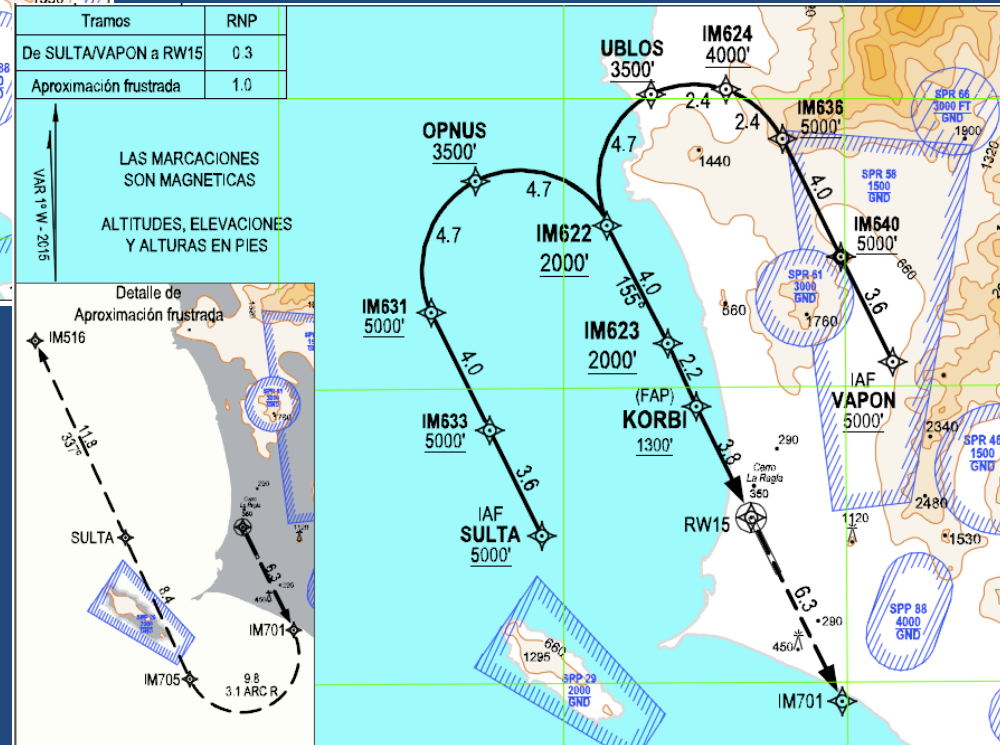 Tramos RNP
De SULTA/VAPON a RW15 0.3
Aproximación frustrada 1.0
VAR 1º W - 2015
LAS MARCACIONES
SON MAGNETICAS
ALTITUDES, ELEVACIONES
Y ALTURAS EN PIES
UBLOS
3500'
IM624
4000'
2.4
2.4
IM636
5000'
4.7
OPNUS
3500'
4.7
4.7
1440
SPR 66
3000 FT
GND
1900
1320
SPR 58
1500
GND
4.0
IM622
2000'
IM640
5000'
660
4.0
155º
SPR 61
3000
GND
1760
560
3.6
IM631
5000'
4.0
IM623
2000'
2.2
(FAP)
KORBI
1300'
IAF
VAPON
5000'
IM633
5000'
3.6
3.8
290
Cerro
La Regla
350
2340
SPR 46
1500
GND
2480
1530
1120
IAF
SULTA
5000'
RW15
6.3
290
450
SPP 88
4000
GND
660
1295
SPP 29
2000
GND
IM701
Detalle de
Aproximación frustrada
IM516
11.8
337º
SULTA
8.4
IM705
9.8
3.1 ARC R
6.3
IM701
290